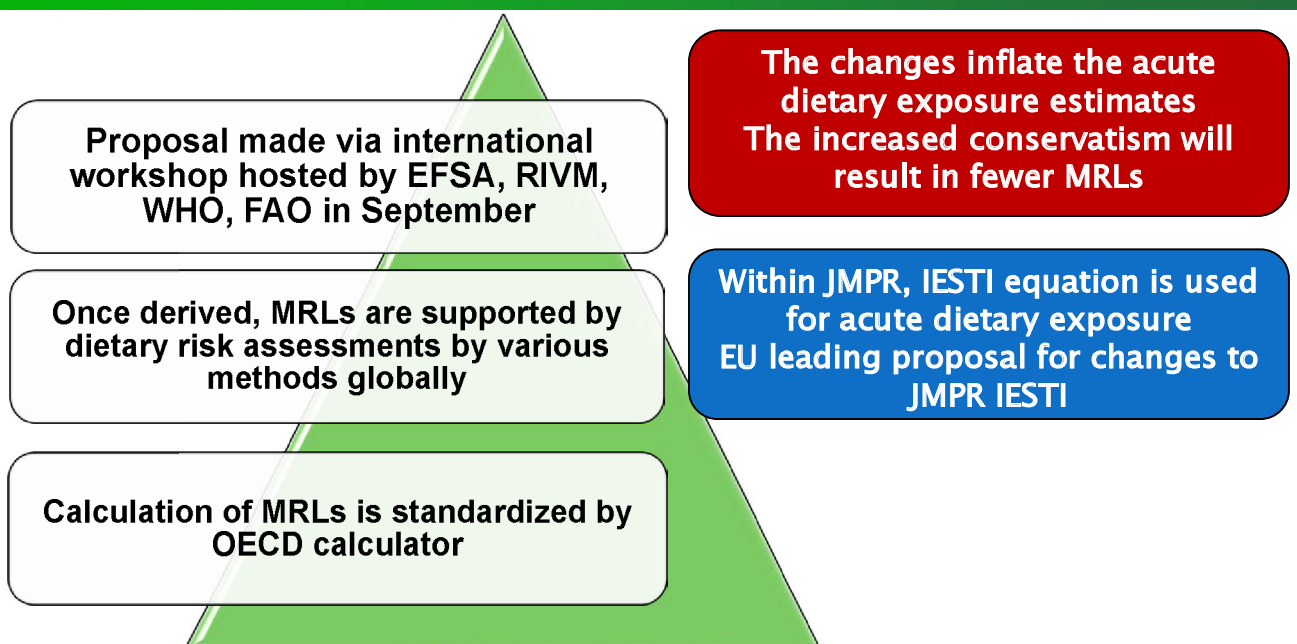 Proposal made via international
workshop hosted by EFSA, RIVM,
WHO, FAO in September
Once derived, MRLs are supported by
dietary risk assessments by various
methods globally
Calculation of MRLs is standardized by
OECD calculator
The changes inflate the acute
dietary exposure estimates
The increased conservatism will
result in fewer MRLs
Within JMPR, IESTI equation is used
for acute dietary exposure
EU leading proposal for changes to
JMPR IESTI